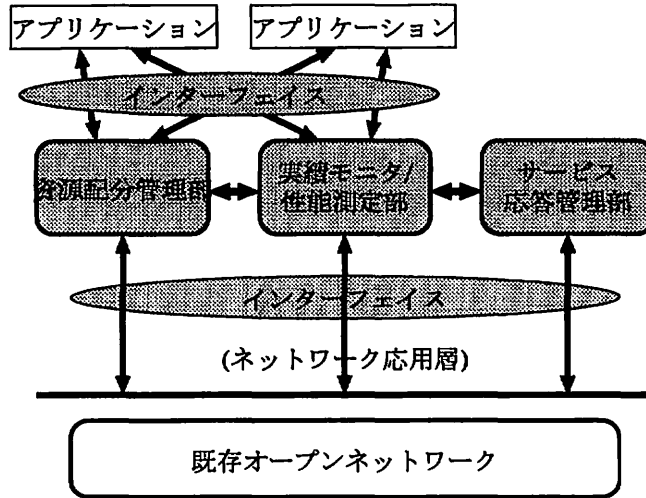 アプリケーション アプリケーション
インターフェイス
資源配分管理部 実績モニタ/ サービス
性能測定部 応答管理部
インターフェイス
(ネットワーク応用層)
既存オープンネットワーク